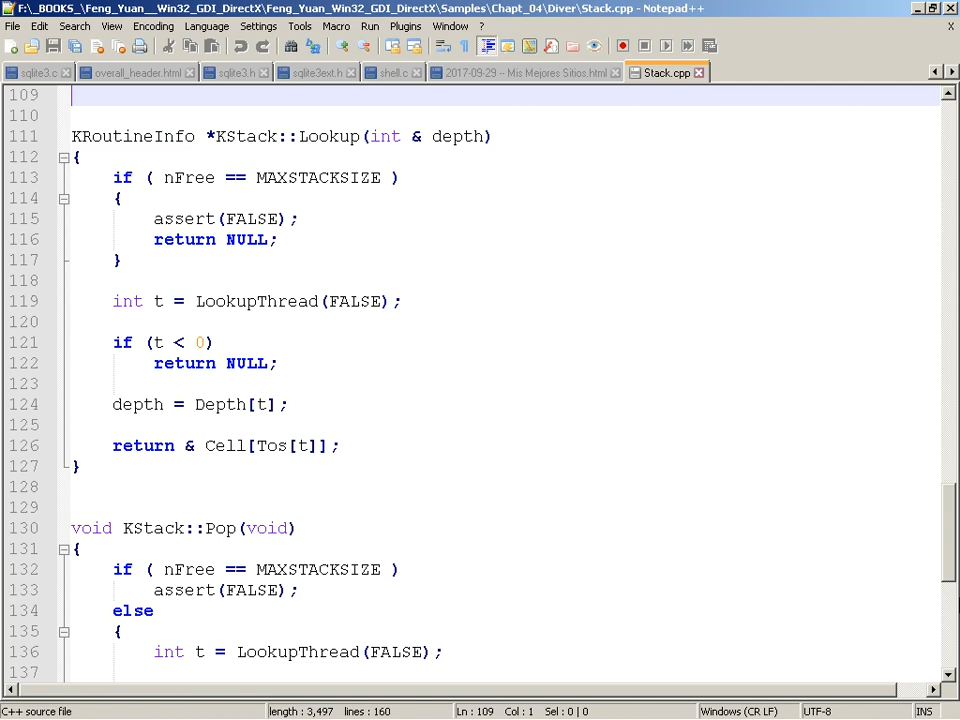 F:\_BOOKS_\Feng_Yuan__Win32_GDI_DirectX\Feng_Yuan_Win32_GDI_DirectX\Samples\Chapt_04\Diver\Stack.cpp - Notepad++
File Edit Search View Encoding Language Settings Tools Macro Run Plugins Window ? X
sqlite3.c overall_header.html sqlite3.h sqlite3ext.h shell.c 2017-09-29 -- Mis Mejores Sitios.html Stack.cpp
109
110
111 KRoutineInfo *KStack::Lookup(int & depth)
112 {
113 if ( nFree == MAXSTACKSIZE )
114 {
115 assert(FALSE);
116 return NULL;
117 }
118
119 int t = LookupThread(FALSE);
120
121 if (t < 0)
122 return NULL;
123
124 depth = Depth[t];
125
126 return & Cell[Tos[t]];
127 }
128
129
130 void KStack::Pop(void)
131 {
132 if ( nFree == MAXSTACKSIZE )
133 assert(FALSE);
134 else
135 {
136 int t = LookupThread(FALSE);
137
C++ source file length : 3,497 lines : 160 Ln : 109 Col : 1 Sel : 0 | 0 Windows (CR LF) UTF-8 INS